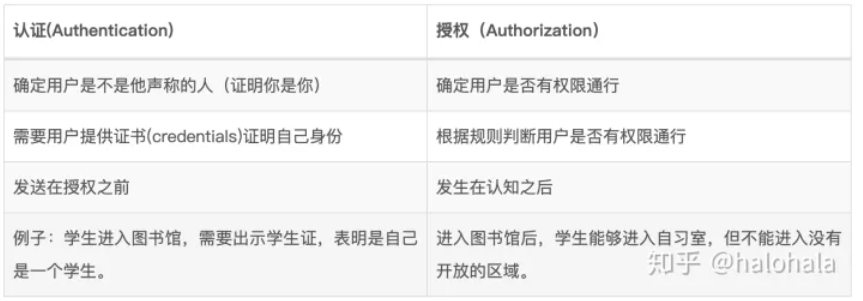 认证(Authentication)
授权（Authorization）
确定用户是不是他声称的人（证明你是你）
确定用户是否有权限通行
需要用户提供证书(credentials)证明自己身份
根据规则判断用户是否有权限通行
发送在授权之前
发生在认知之后
例子：学生进入图书馆，需要出示学生证，表明是自己
是一个学生。
进入图书馆后，学生能够进入自习室，但不能进入没有
开放的区域。
知乎 @halohala